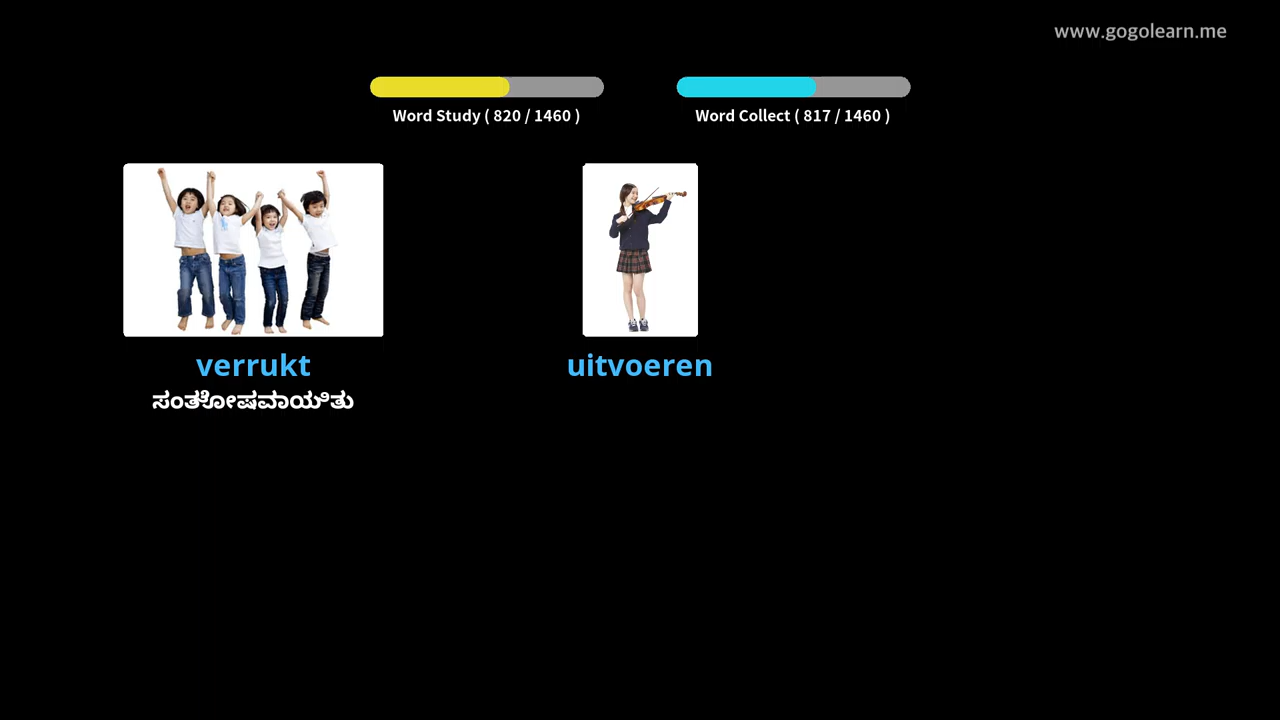 www.gogolearn.me
Word Study ( 820 / 1460 )
Word Collect ( 817 / 1460 )
verrukt
uitvoeren
ಸಂತೋಷವಾಯಿತು